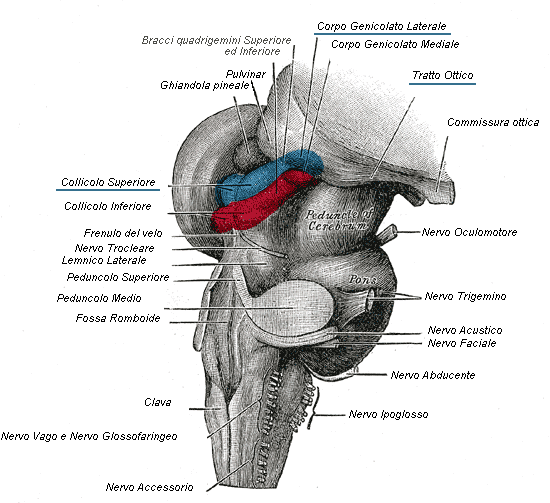 Corpo Genicolato Laterale
Bracci quadrigemini Superiore
ed Inferiore
Corpo Genicolato Mediale
Pulvinar
Ghiandola pineale
Tratto Ottico
Commissura ottica
Collicolo Superiore
Collicolo Inferiore
Peduncle of
Cerebrum
Frenulo del velo
Nervo Oculomotore
Nervo Trocleare
Lemnico Laterale
Peduncolo Superiore
Pons
Peduncolo Medio
Nervo Trigemino
Fossa Romboide
Nervo Acustico
Nervo Faciale
Nervo Abducente
Clava
Nervo Ipoglosso
Nervo Vago e Nervo Glossofaringeo
Nervo Accessorio